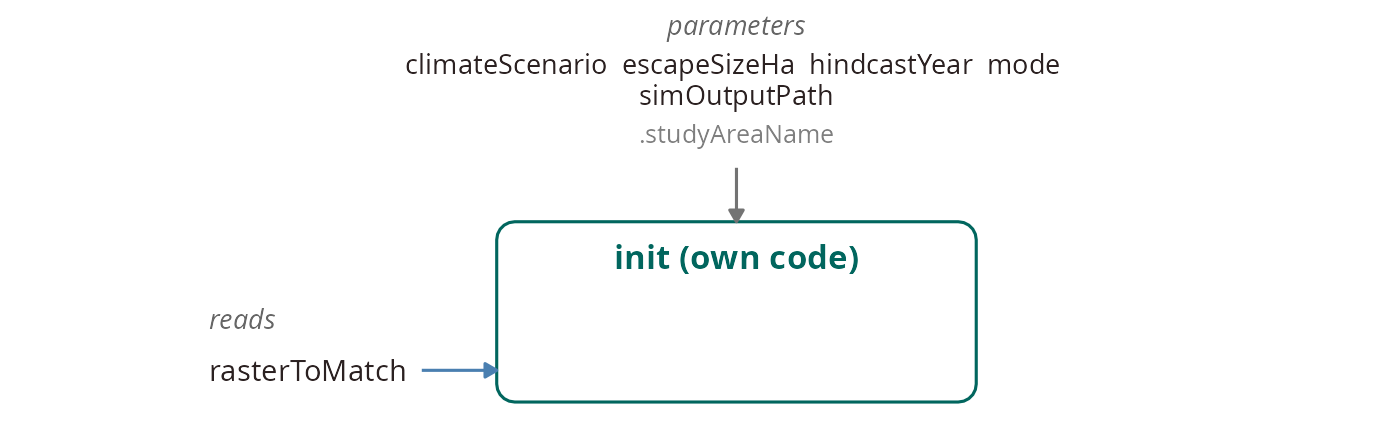 parameters
climateScenario escapeSizeHa hindcastYear mode
simOutputPath
.studyAreaName
init (own code)
reads
rasterToMatch